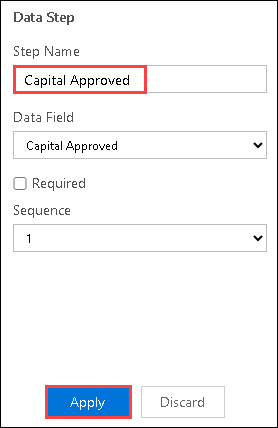 Data Step
Step Name
Capital Approved
Data Field
Capital Approved
Required
Sequence
1
Apply Discard